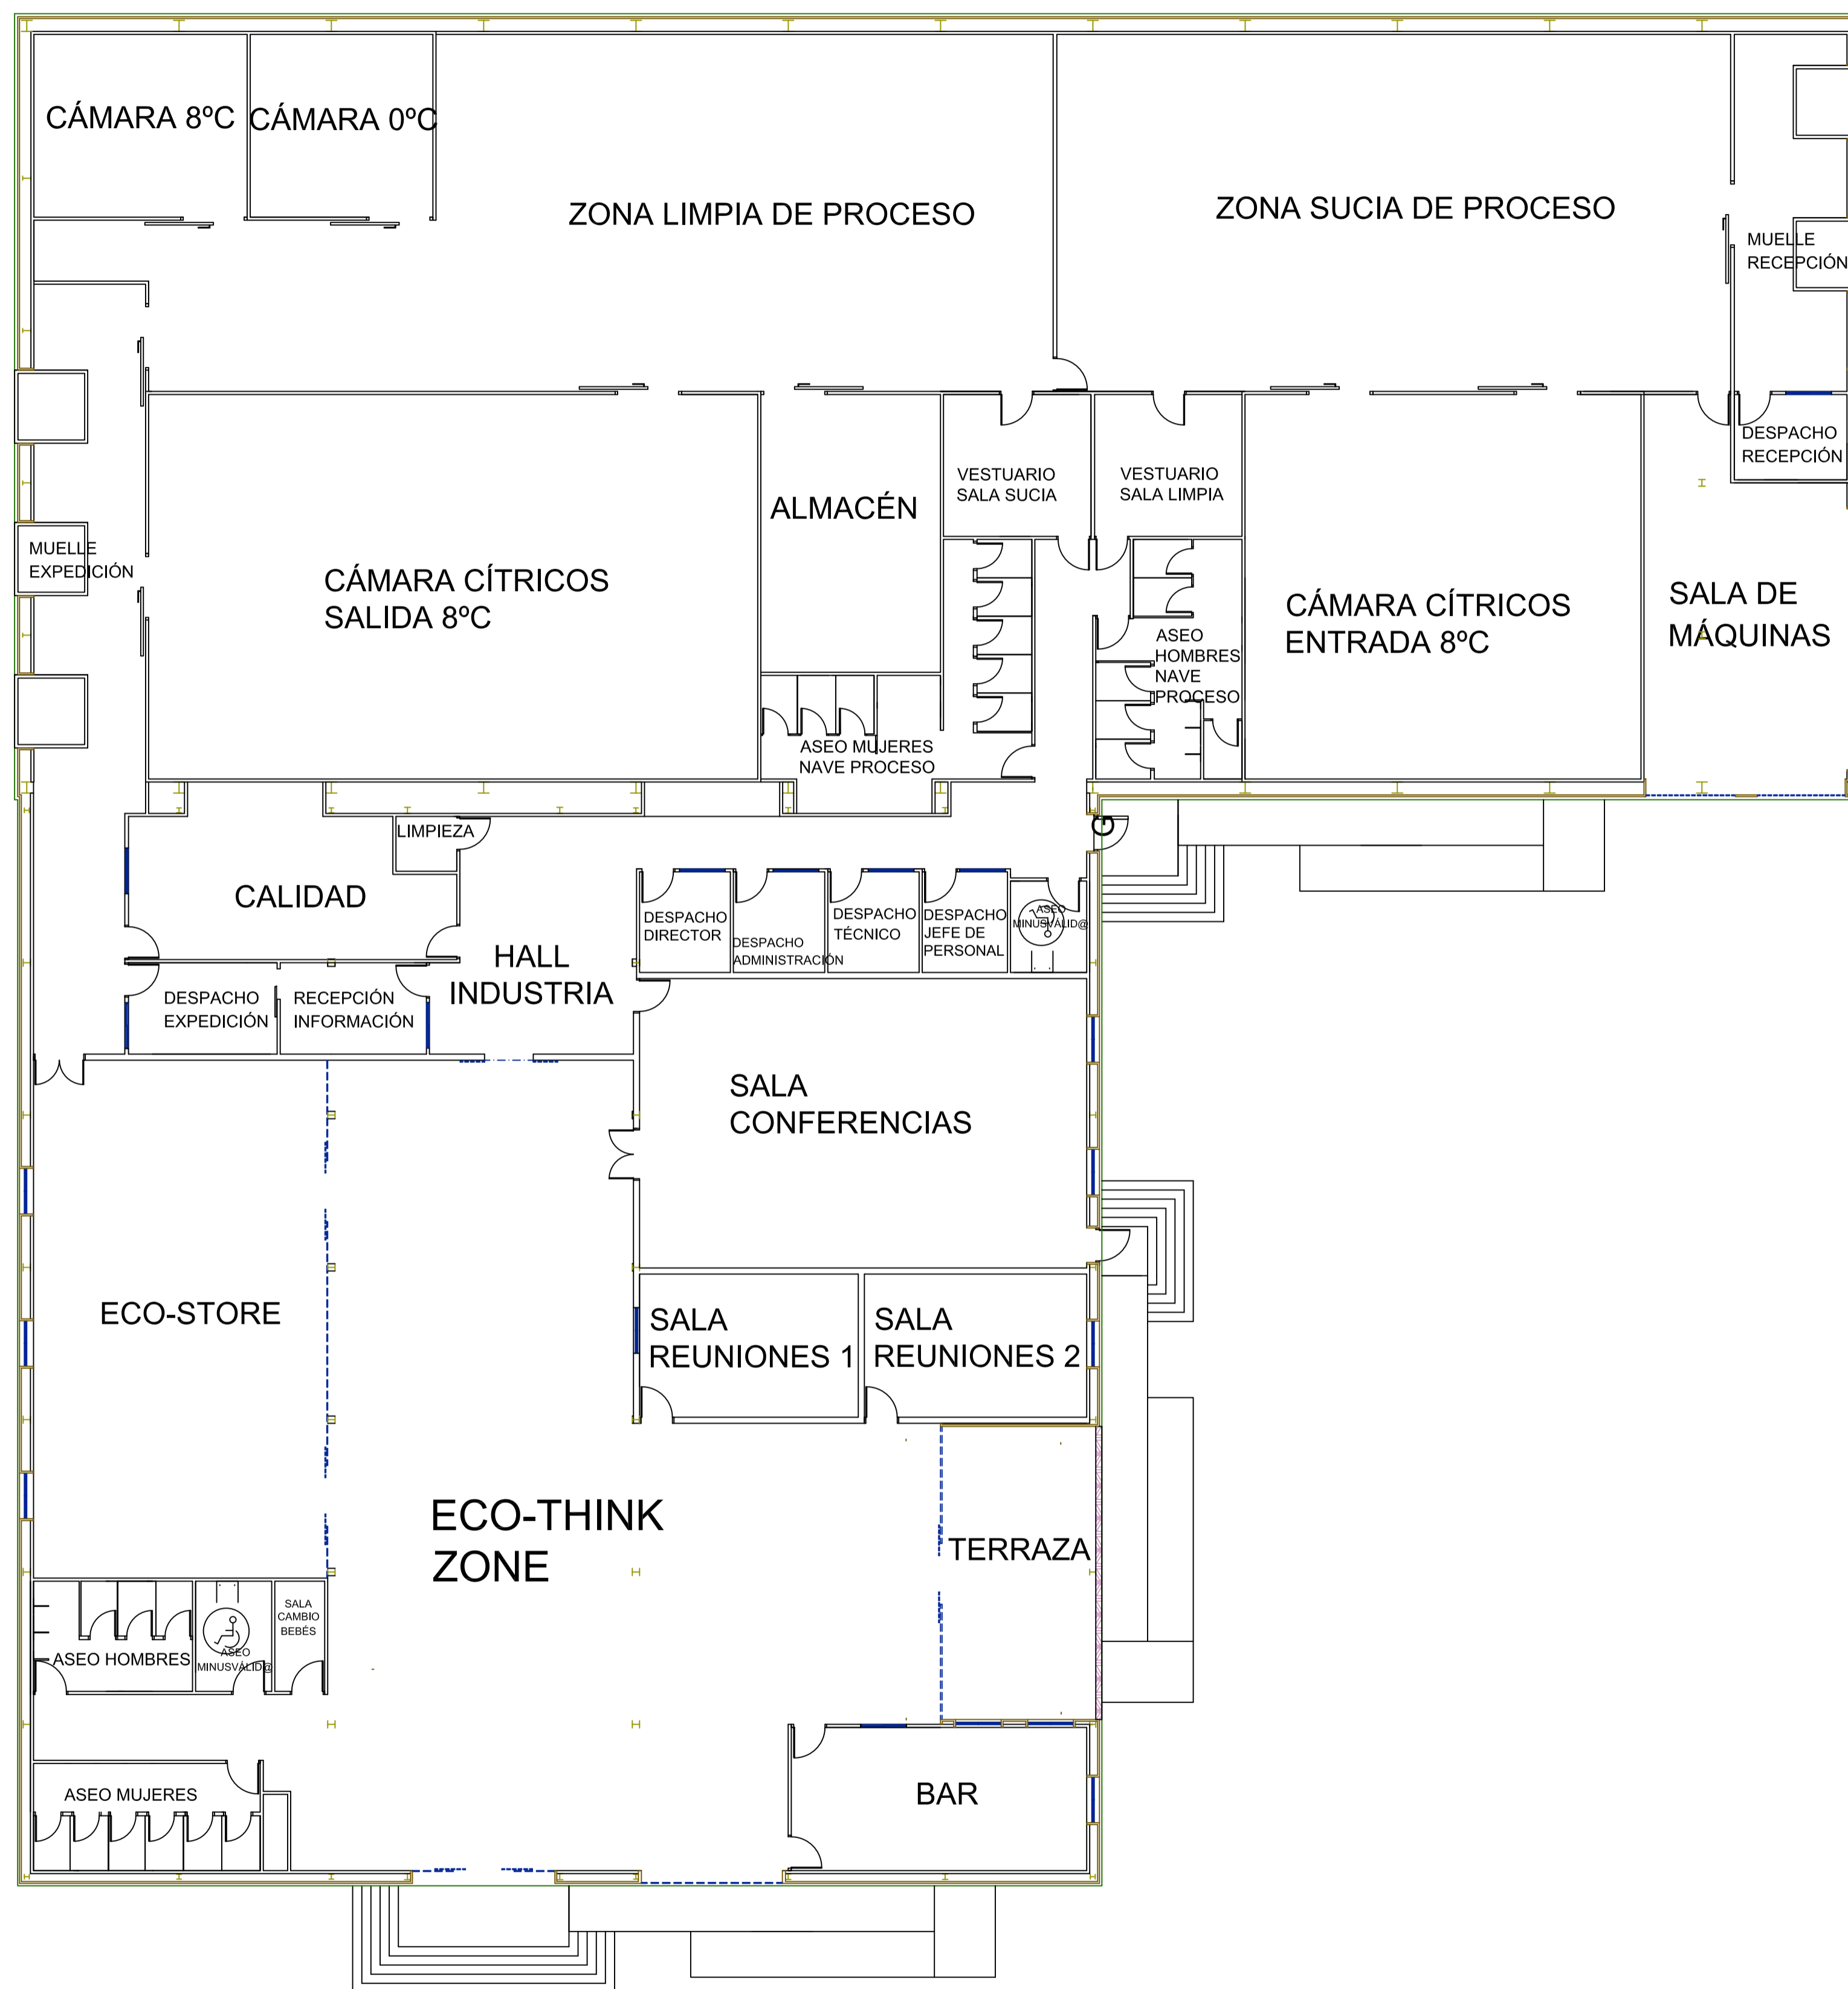 CÁMARA 8ºC
CÁMARA 0ºC
ZONA LIMPIA DE PROCESO
ZONA SUCIA DE PROCESO
MUELLE
RECEPCIÓN
DESPACHO
RECEPCIÓN
VESTUARIO
SALA SUCIA
VESTUARIO
SALA LIMPIA
ALMACÉN
MUELLE
EXPEDICIÓN
CÁMARA CÍTRICOS
SALIDA 8ºC
CÁMARA CÍTRICOS
ENTRADA 8ºC
SALA DE
MÁQUINAS
ASEO
HOMBRES
NAVE
PROCESO
ASEO MUJERES
NAVE PROCESO
LIMPIEZA
G
CALIDAD
DESPACHO
DIRECTOR
DESPACHO
ADMINISTRACIÓN
DESPACHO
TÉCNICO
DESPACHO
JEFE DE
PERSONAL
ASEO
MINUSVÁLID@
HALL
INDUSTRIA
DESPACHO
EXPEDICIÓN
RECEPCIÓN
INFORMACIÓN
SALA
CONFERENCIAS
ECO-STORE
SALA
REUNIONES 1
SALA
REUNIONES 2
ECO-THINK
ZONE
TERRAZA
SALA
CAMBIO
BEBÉS
ASEO HOMBRES
ASEO
MINUSVÁLID@
ASEO MUJERES
BAR